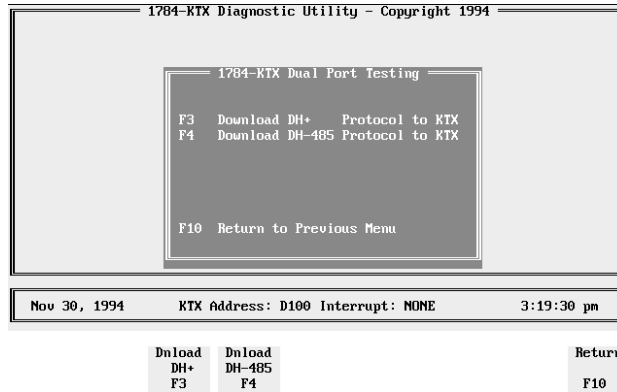 1784-KTX Diagnostic Utility - Copyright 1994
1784-KTX Dual Port Testing
F3 Download DH+ Protocol to KTX
F4 Download DH-485 Protocol to KTX
F10 Return to Previous Menu
Nov 30, 1994 KTX Address: D100 Interrupt: NONE 3:19:30 pm
Dnload Dnload Return
DH+ DH-485
F3 F4 F10